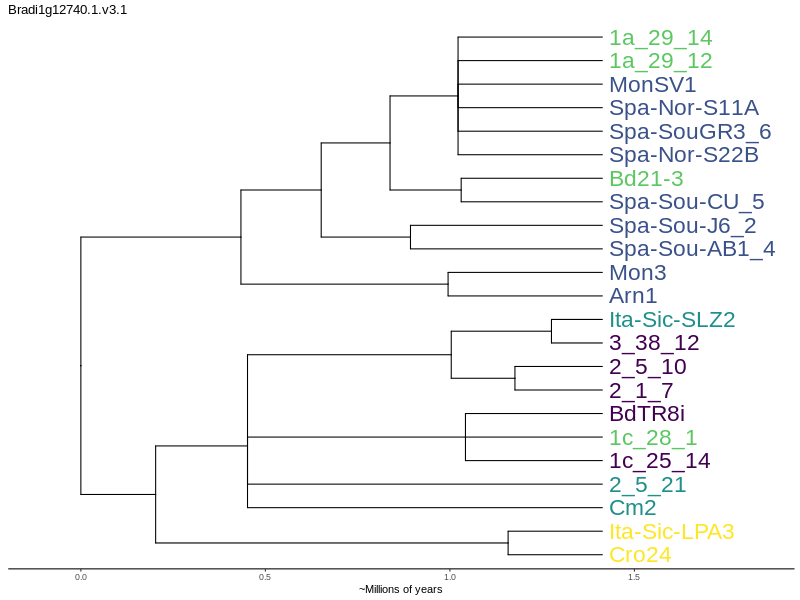 Bradi1g12740.1.v3.1
1a_29_14
1a_29_12
MonSV1
Spa-Nor-S11A
Spa-SouGR3_6
Spa-Nor-S22B
Bd21-3
Spa-Sou-CU_5
Spa-Sou-J6_2
Spa-Sou-AB1_4
Mon3
Arn1
Ita-Sic-SLZ2
3_38_12
2_5_10
2_1_7
BdTR8i
1c_28_1
1c_25_14
2_5_21
Cm2
Ita-Sic-LPA3
Cro24
0.0 0.5 1.0 1.5
~Millions of years